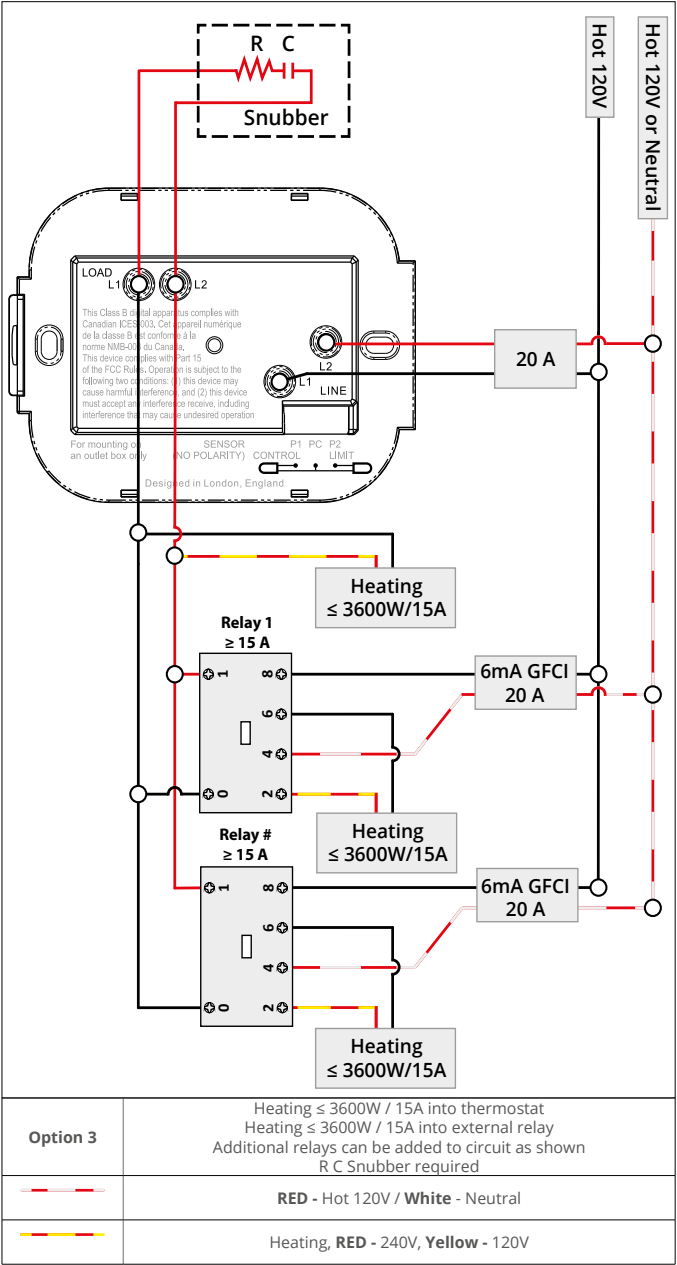 R C
Snubber
Hot 120V
Hot 120V or Neutral
LOAD
L1
L2
This Class B digital apparatus complies with
Canadian ICES-003, Cet appareil numérique
de la classe B est conforme à la
norme NMB-003 du Canada,
This device complies with Part 15
of the FCC Rules. Operation is subject to the
following two conditions: (1) this device may
cause harmful interference, and (2) this device
must accept any interference receive, including
interference that may cause undesired operation
L2
L1
LINE
20 A
For mounting on
an outlet box only
SENSOR
(NO POLARITY)
CONTROL
P1 PC P2
LIMIT
Designed in London, England
Heating
≤ 3600W/15A
Relay 1
≥ 15 A
1
8
6
4
0
2
6mA GFCI
20 A
Heating
≤ 3600W/15A
Relay #
≥ 15 A
1
8
6
4
0
2
6mA GFCI
20 A
Heating
≤ 3600W/15A
Option 3
Heating ≤ 3600W / 15A into thermostat
Heating ≤ 3600W / 15A into external relay
Additional relays can be added to circuit as shown
R C Snubber required
RED - Hot 120V / White - Neutral
Heating, RED - 240V, Yellow - 120V